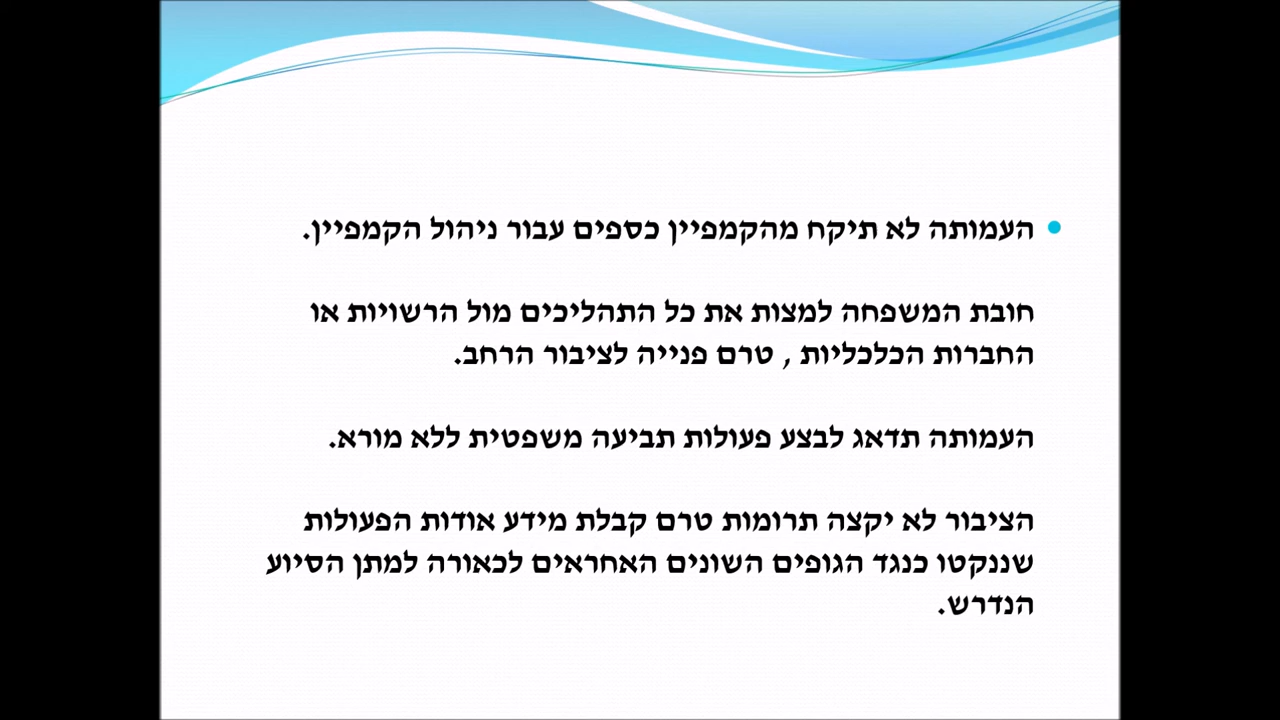 העמותה לא תיקח מהקמפיין כספים עבור ניהול הקמפיין.
חובת המשפחה למצות את כל התהליכים מול הרשויות או
החברות הכלכליות , טרם פנייה לציבור הרחב.
העמותה תדאג לבצע פעולות תביעה משפטית ללא מורא.
הציבור לא יקצה תרומות טרם קבלת מידע אודות הפעולות
שננקטו כנגד הגופים השונים האחראים לכאורה למתן הסיוע
הנדרש.